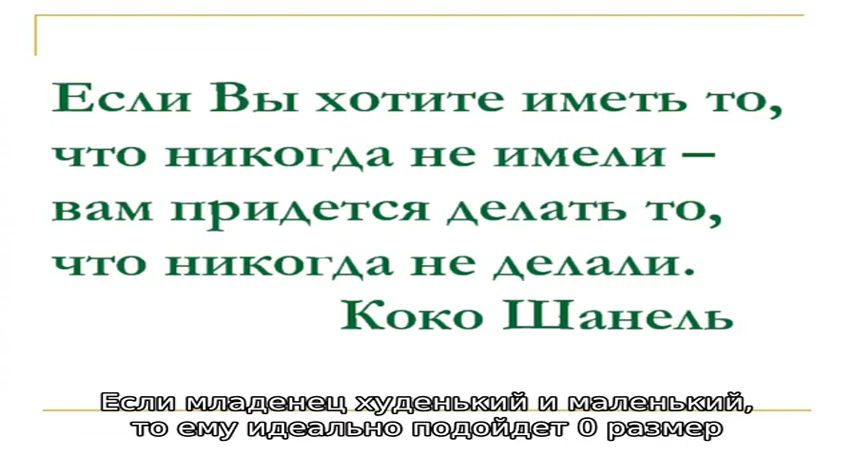 Если Вы хотите иметь то,
что никогда не имели –
вам придется делать то,
что никогда не делали.
Коко Шанель
Если младенец худенький и маленький,
то ему идеально подойдет 0 размер